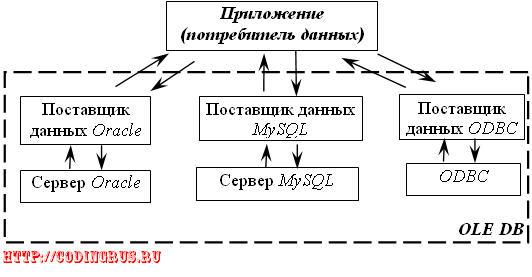 Приложение
(потребитель данных)
Поставщик
данных Oracle
Поставщик данных
MySQL
Поставщик
данных ODBC
Сервер Oracle
Сервер MySQL
ODBC
OLE DB
HTTP://CODINGRUS.RU